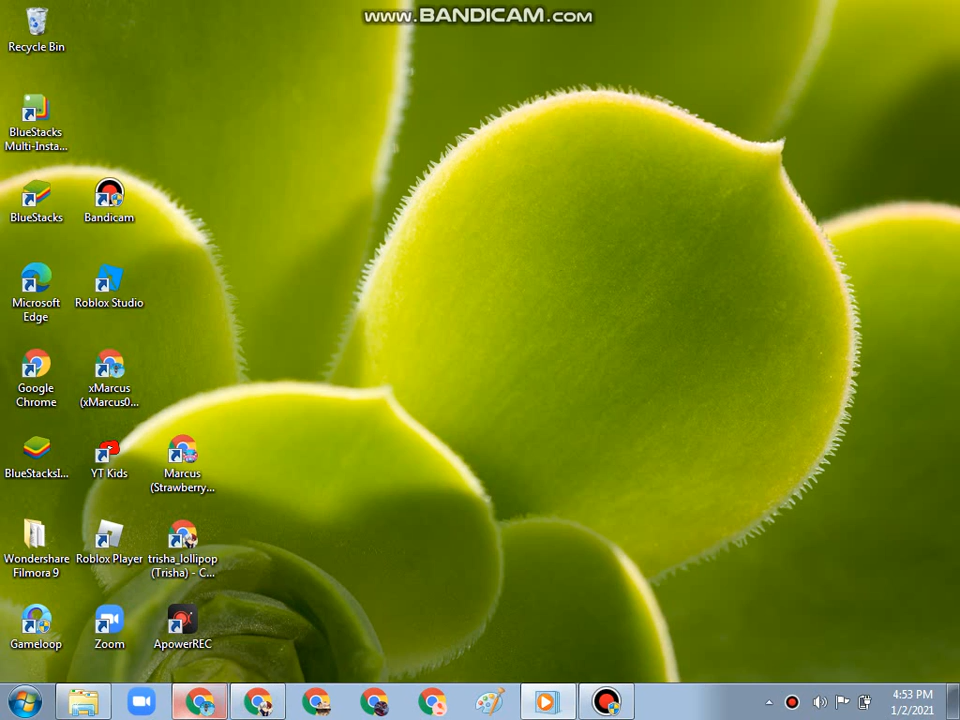 www.BANDICAM.com
Recycle Bin
BlueStacks
Multi-Insta...
BlueStacks
Bandicam
Microsoft
Edge
Roblox Studio
Google
Chrome
xMarcus
(xMarcus0...
BlueStacksI...
YT Kids
Marcus
(Strawberry...
Wondershare
Filmora 9
Roblox Player
trisha_lollipop
(Trisha) - C...
Gameloop
Zoom
ApowerREC
4:53 PM
1/2/2021